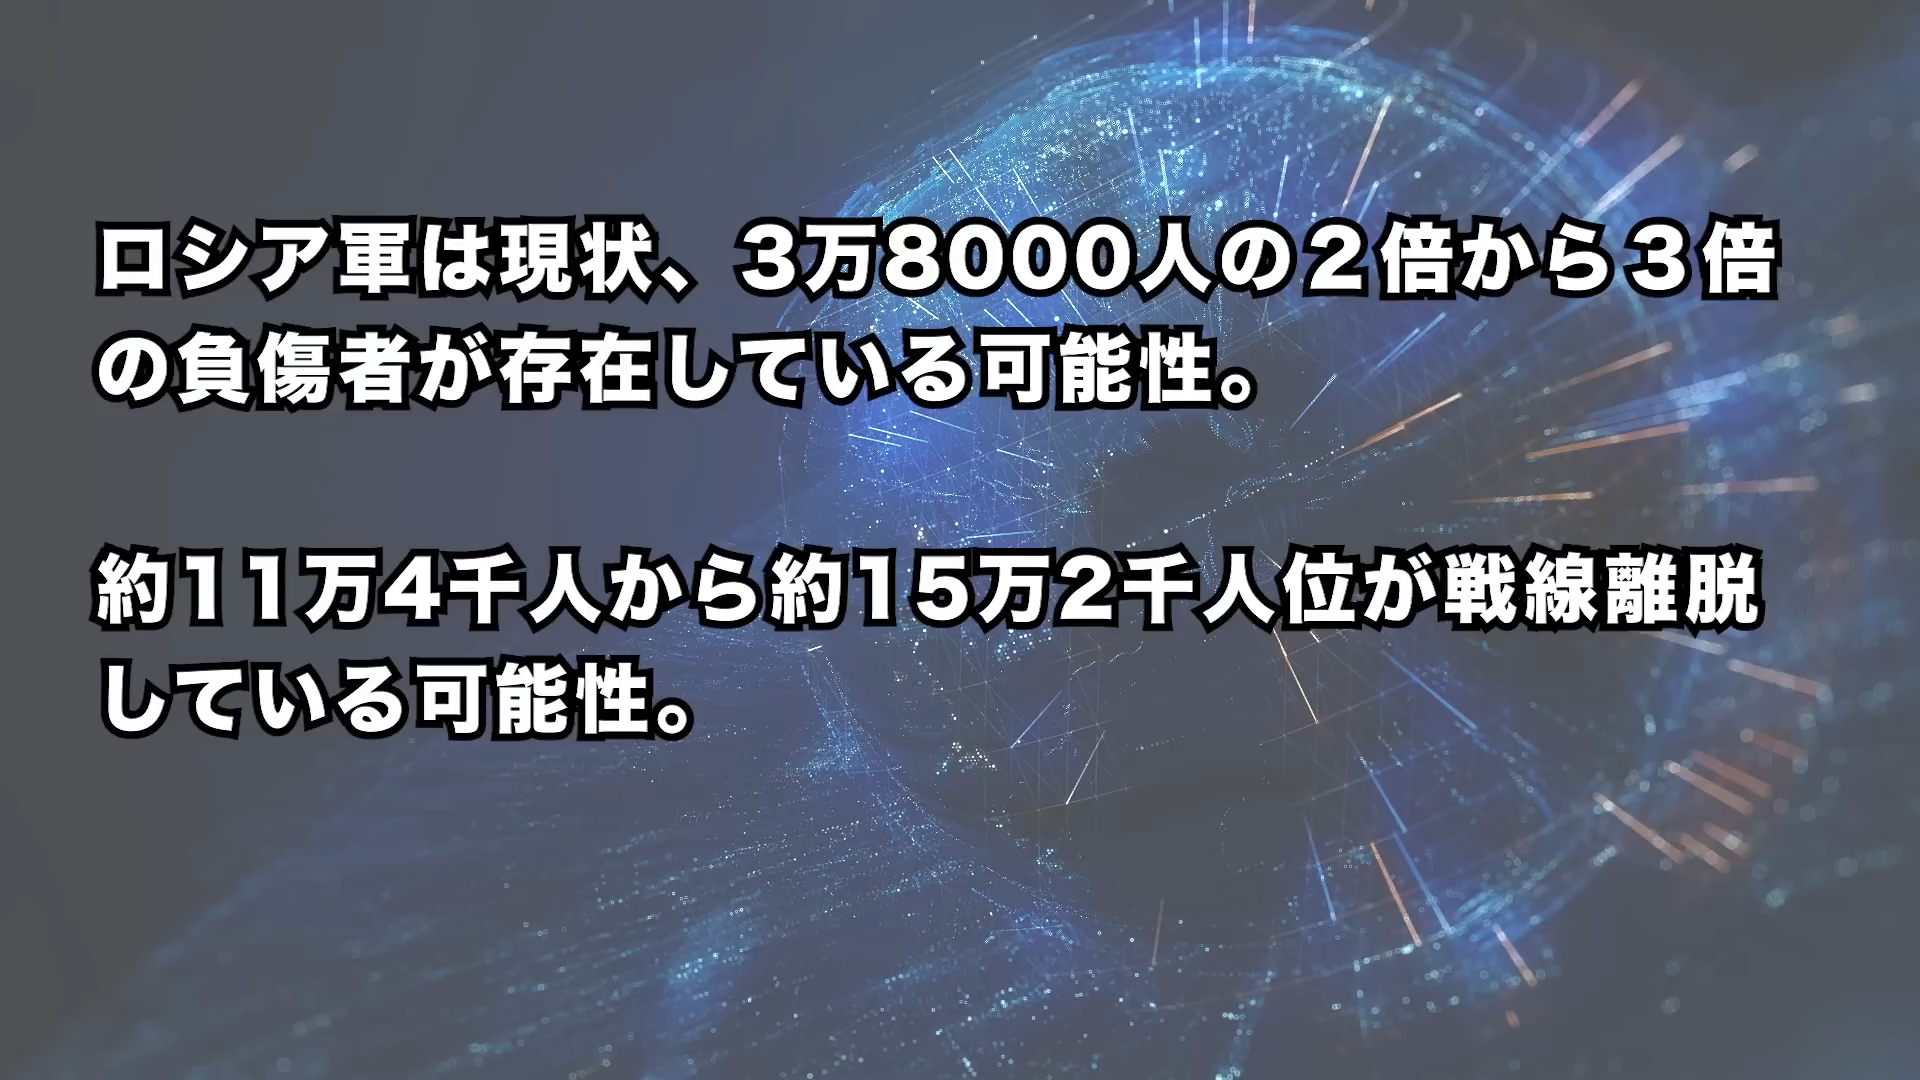 ロシア軍は現状、3万8000人の２倍から３倍
の負傷者が存在している可能性。
約11万4千人から約15万2千人位が戦線離脱
している可能性。